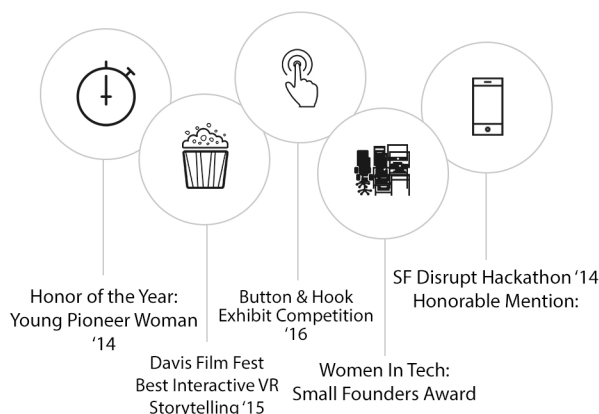 Honor of the Year:
Young Pioneer Woman
‘14
Davis Film Fest
Best Interactive VR
Storytelling ‘15
Button & Hook
Exhibit Competition
‘16
Women In Tech:
Small Founders Award
SF Disrupt Hackathon ‘14
Honorable Mention: